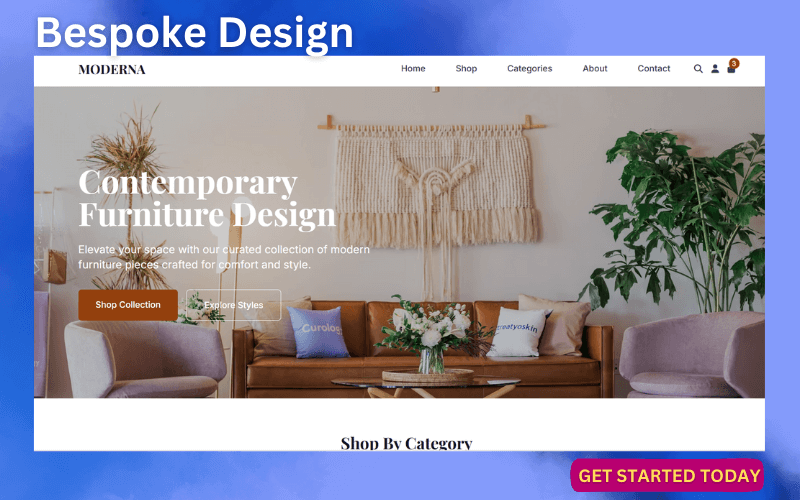 Bespoke Design
MODERNA
Home Shop Categories About Contact
3
Contemporary
Furniture Design
Elevate your space with our curated collection of modern
furniture pieces crafted for comfort and style.
Shop Collection Explore Styles
Curology
greatyoskin
Shop By Category
GET STARTED TODAY